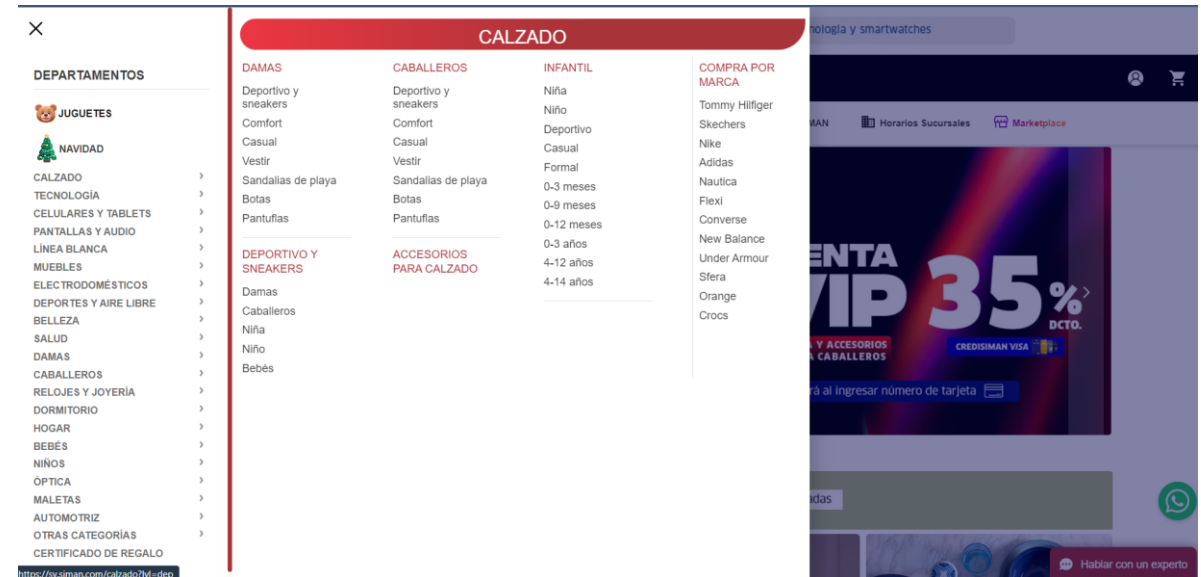 DEPARTAMENTOS
JUGUETES
NAVIDAD
CALZADO
TECNOLOGÍA
CELULARES Y TABLETS
PANTALLAS Y AUDIO
LÍNEA BLANCA
MUEBLES
ELECTRODOMÉSTICOS
DEPORTES Y AIRE LIBRE
BELLEZA
SALUD
DAMAS
CABALLEROS
RELOJES Y JOYERÍA
DORMITORIO
HOGAR
BEBÉS
NIÑOS
ÓPTICA
MALETAS
AUTOMOTRIZ
OTRAS CATEGORÍAS
CERTIFICADO DE REGALO
https://sv.siman.com/calzado?lvl=dep
CALZADO
DAMAS
Deportivo y
sneakers
Comfort
Casual
Vestir
Sandalias de playa
Botas
Pantuflas
DEPORTIVO Y
SNEAKERS
Damas
Caballeros
Niña
Niño
Bebés
CABALLEROS
Deportivo y
sneakers
Comfort
Casual
Vestir
Sandalias de playa
Botas
Pantuflas
ACCESORIOS
PARA CALZADO
INFANTIL
Niña
Niño
Deportivo
Casual
Formal
0-3 meses
0-9 meses
0-12 meses
0-3 años
4-12 años
4-14 años
COMPRA POR
MARCA
Tommy Hilfiger
Skechers
Nike
Adidas
Nautica
Flexi
Converse
New Balance
Under Armour
Sfera
Orange
Crocs
y smartwatches
Horarios Sucursales
Marketplace
VIP 35%
DCTO.
Y ACCESORIOS
CABALLEROS
CREDISIMAN VISA
al ingresar número de tarjeta
Hablar con un experto